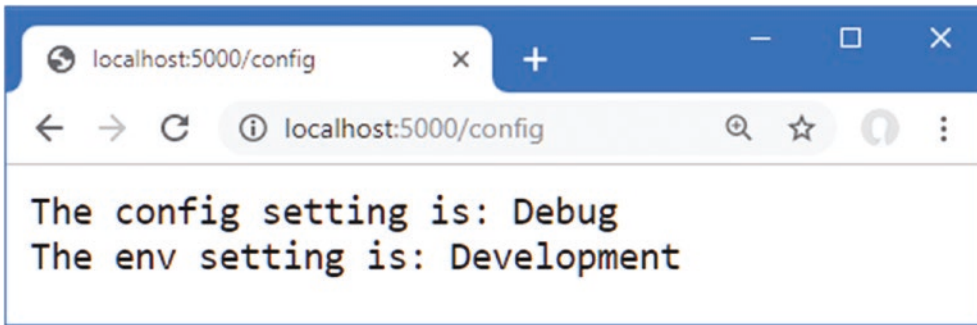 localhost:5000/config
localhost:5000/config
The config setting is: Debug
The env setting is: Development